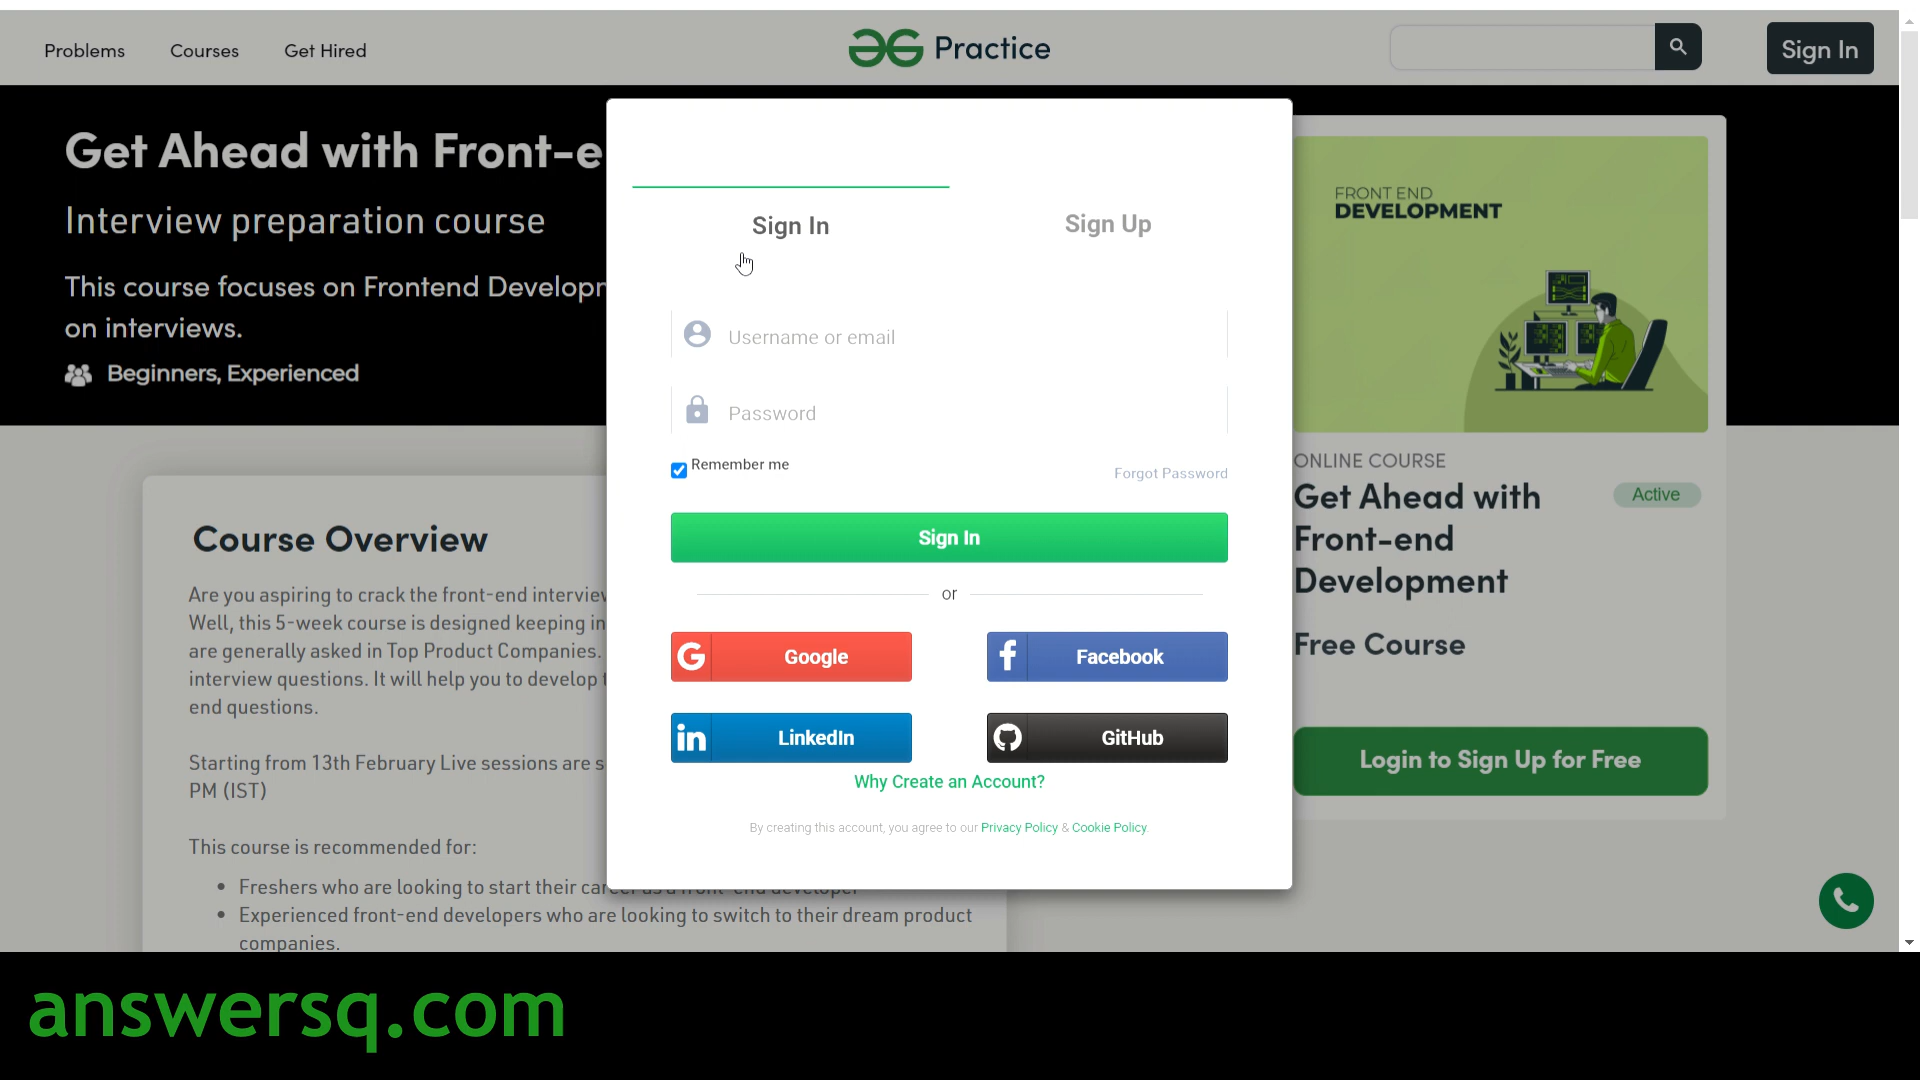 Problems
Courses
Get Hired
Practice
Sign In
Get Ahead with Front-e
Interview preparation course
This course focuses on Frontend Develop
on interviews.
Beginners, Experienced
Sign In
Sign Up
Username or email
Password
Remember me
Forgot Password
Sign In
or
Google
Facebook
LinkedIn
GitHub
Why Create an Account?
By creating this account, you agree to our Privacy Policy & Cookie Policy.
FRONT END
DEVELOPMENT
ONLINE COURSE
Get Ahead with
Front-end
Development
Active
Free Course
Login to Sign Up for Free
Course Overview
Are you aspiring to crack the front-end interview
Well, this 5-week course is designed keeping in
are generally asked in Top Product Companies.
interview questions. It will help you to develop
end questions.
Starting from 13th February Live sessions are s
PM (IST)
This course is recommended for:
Freshers who are looking to start their career as a front-end developer
Experienced front-end developers who are looking to switch to their dream product
companies.
answersq.com